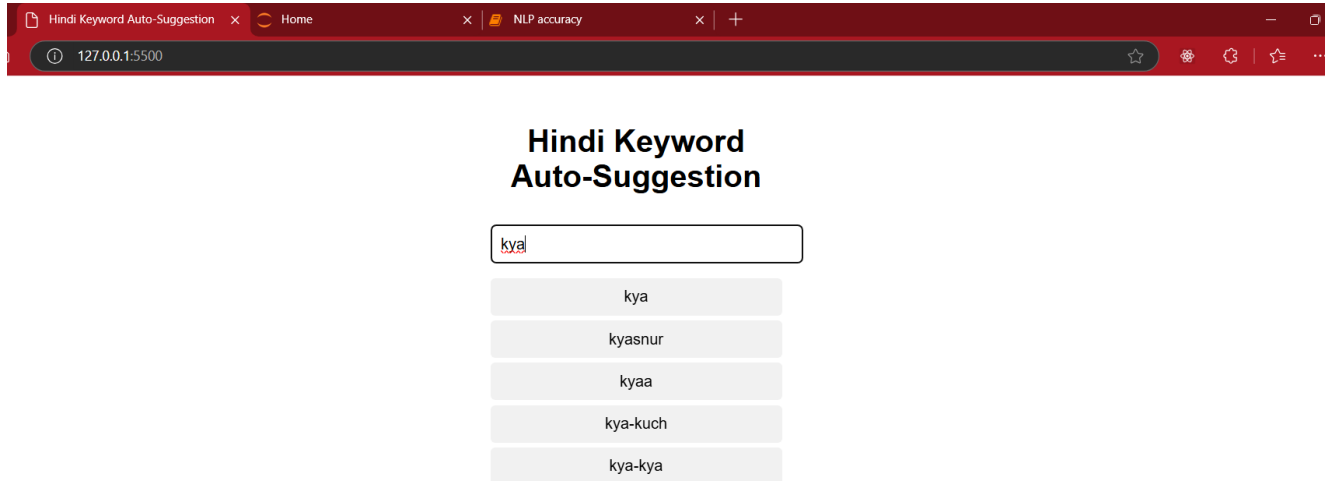 Hindi Keyword Auto-Suggestion Home NLP accuracy
127.0.0.1:5500
Hindi Keyword
Auto-Suggestion
kya
kya
kyasnur
kyaa
kya-kuch
kya-kya